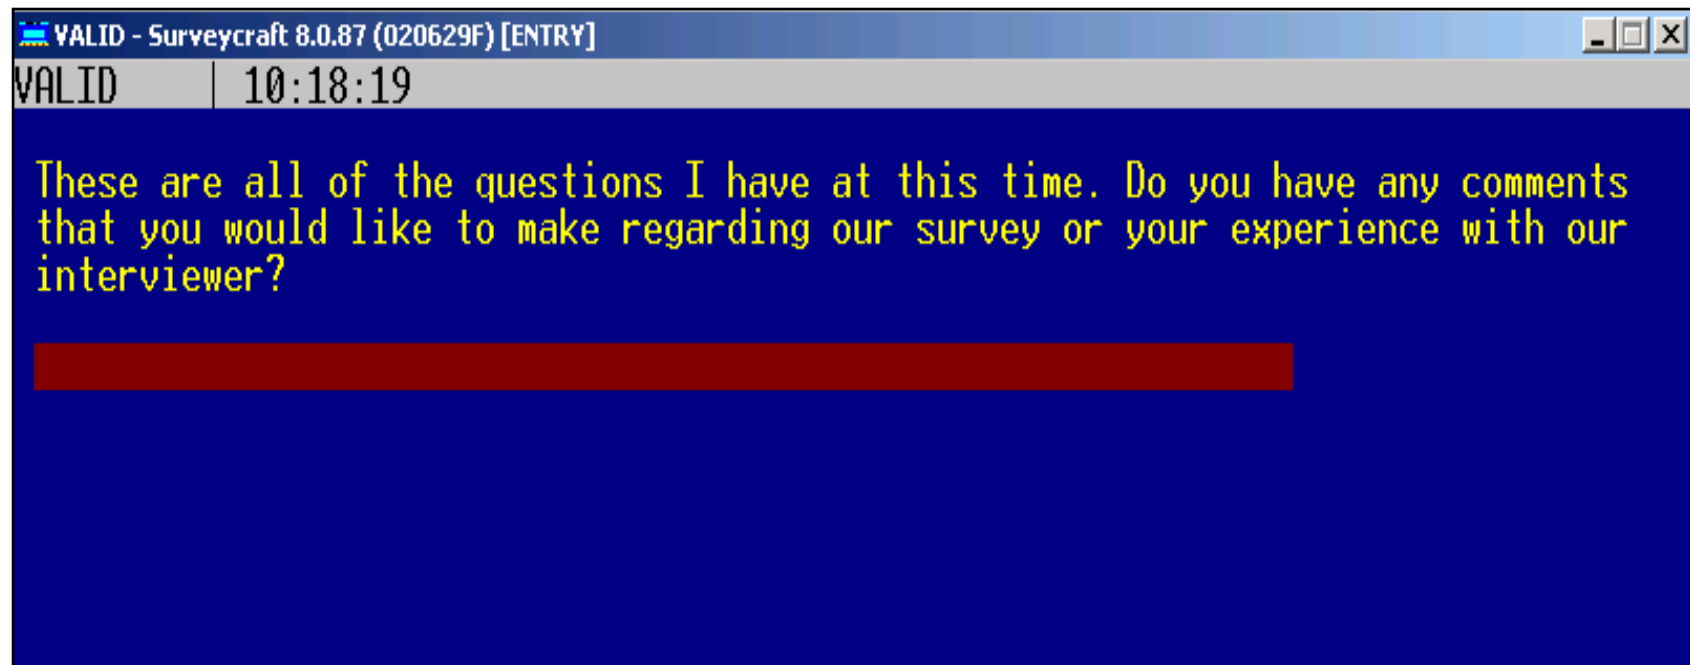 VALID - Surveycraft 8.0.87 (020629F) [ENTRY]
VALID | 10:18:19
These are all of the questions I have at this time. Do you have any comments
that you would like to make regarding our survey or your experience with our
interviewer?